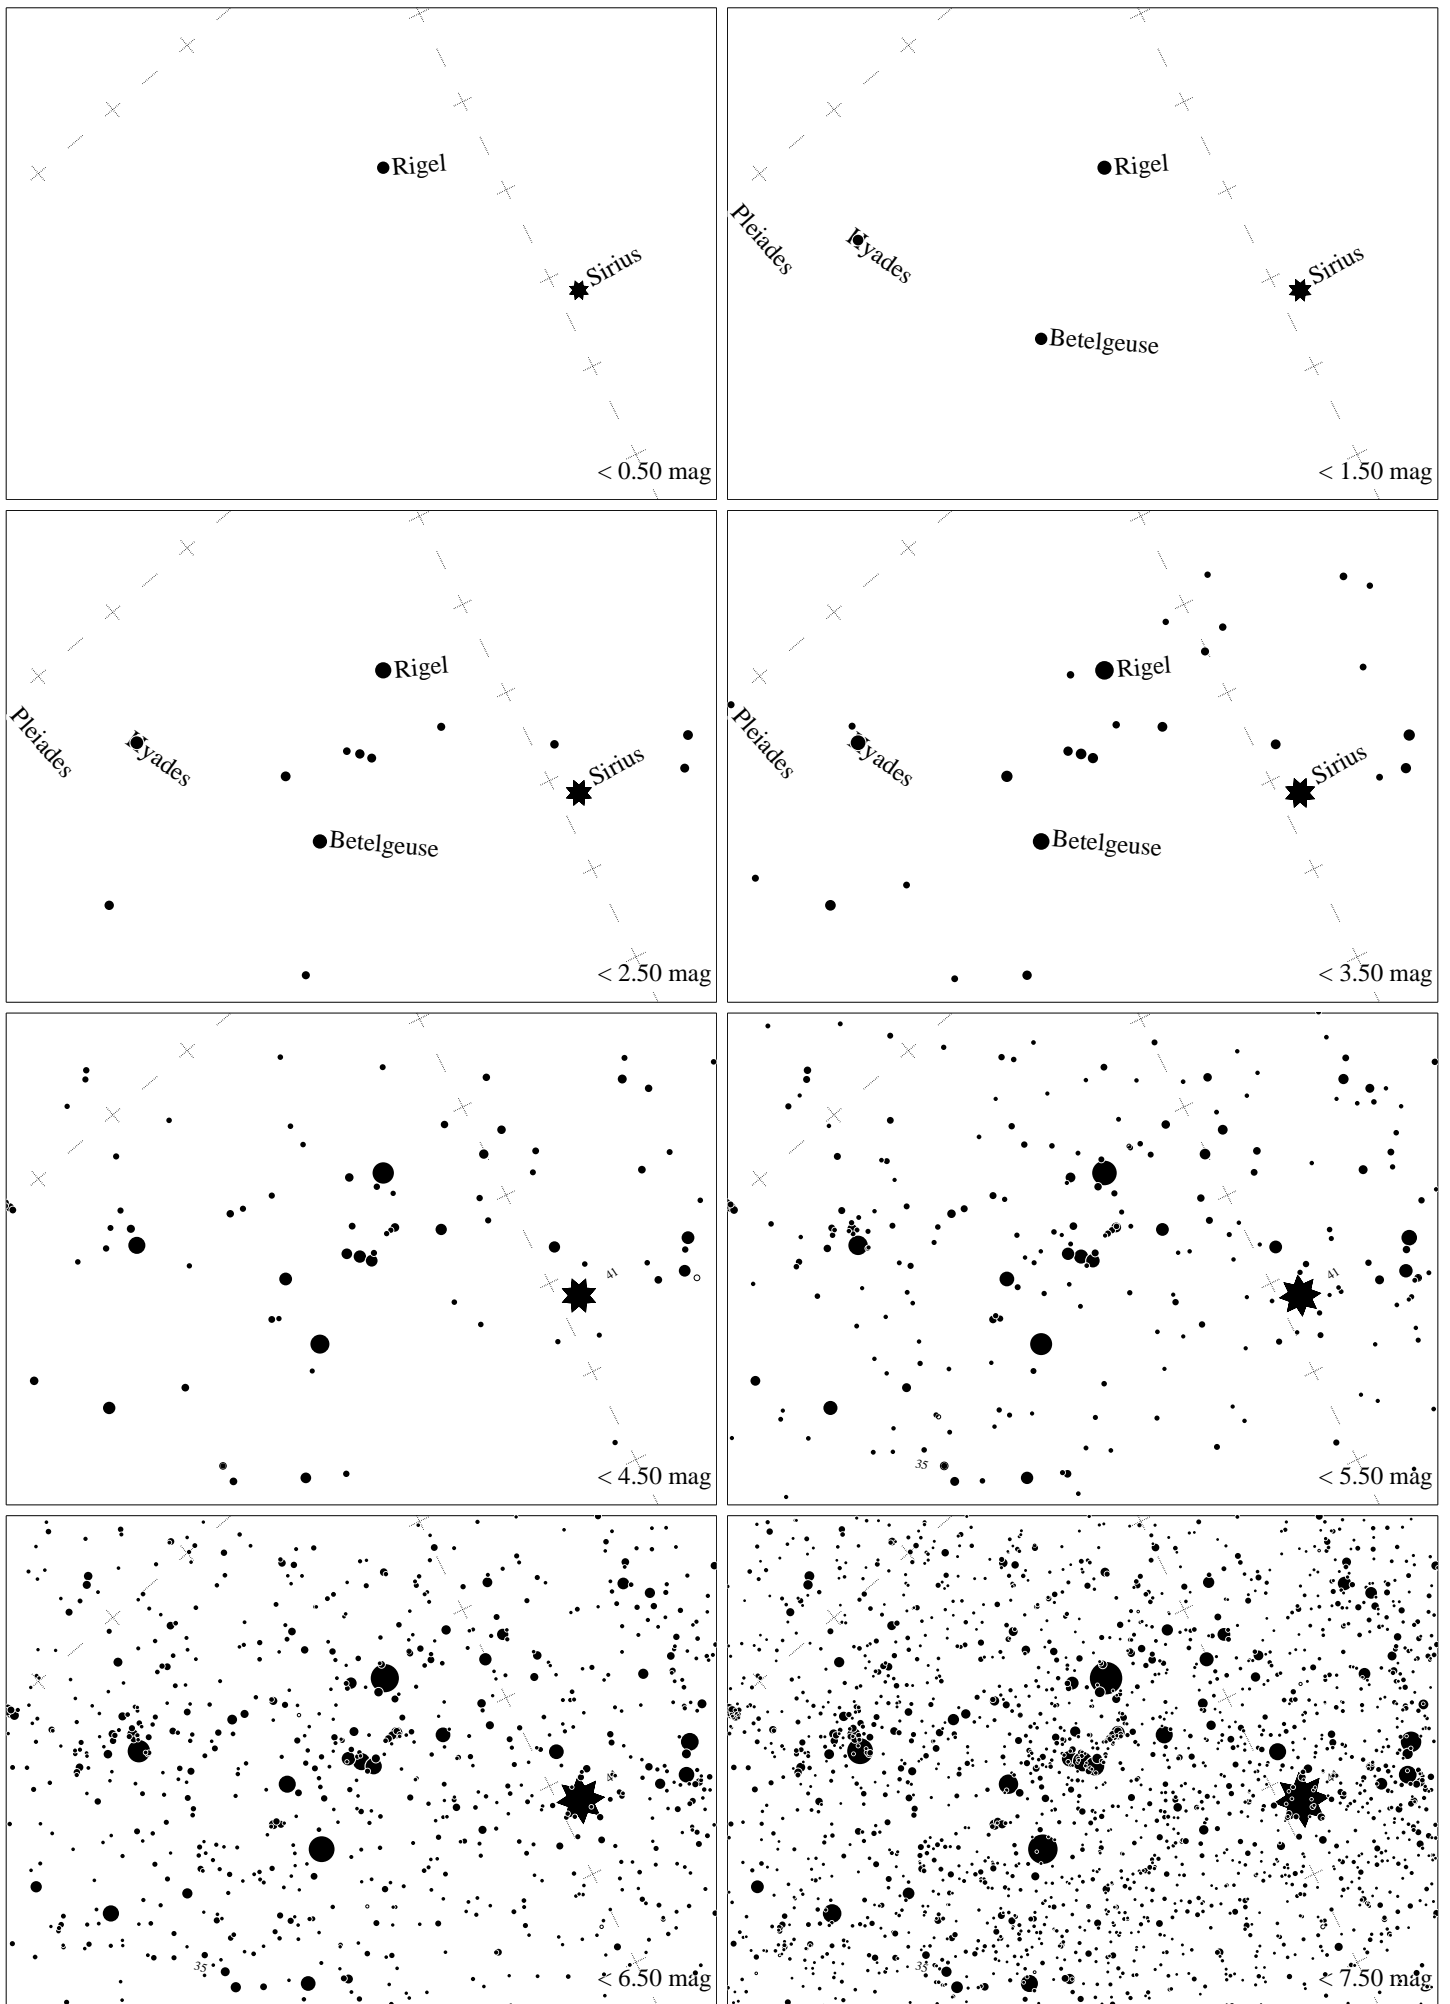 Rigel
Sirius
< 0.50 mag
Rigel
Pleiades
Hyades
Sirius
Betelgeuse
< 1.50 mag
Rigel
Pleiades
Hyades
Sirius
Betelgeuse
< 2.50 mag
Rigel
Pleiades
Hyades
Sirius
Betelgeuse
< 3.50 mag
41
< 4.50 mag
41
35
< 5.50 mag
35
< 6.50 mag
35
< 7.50 mag